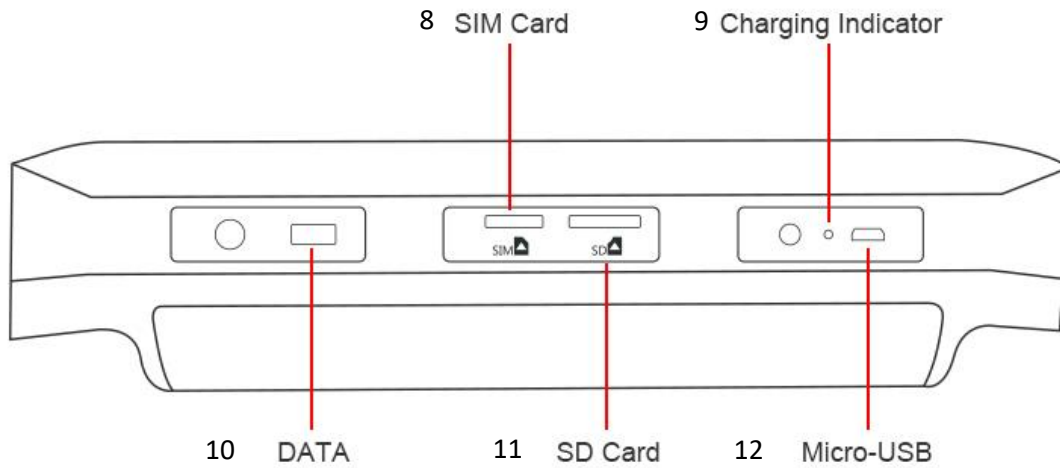 8 SIM Card
9 Charging Indicator
SIM
SD
10 DATA
11 SD Card
12 Micro-USB